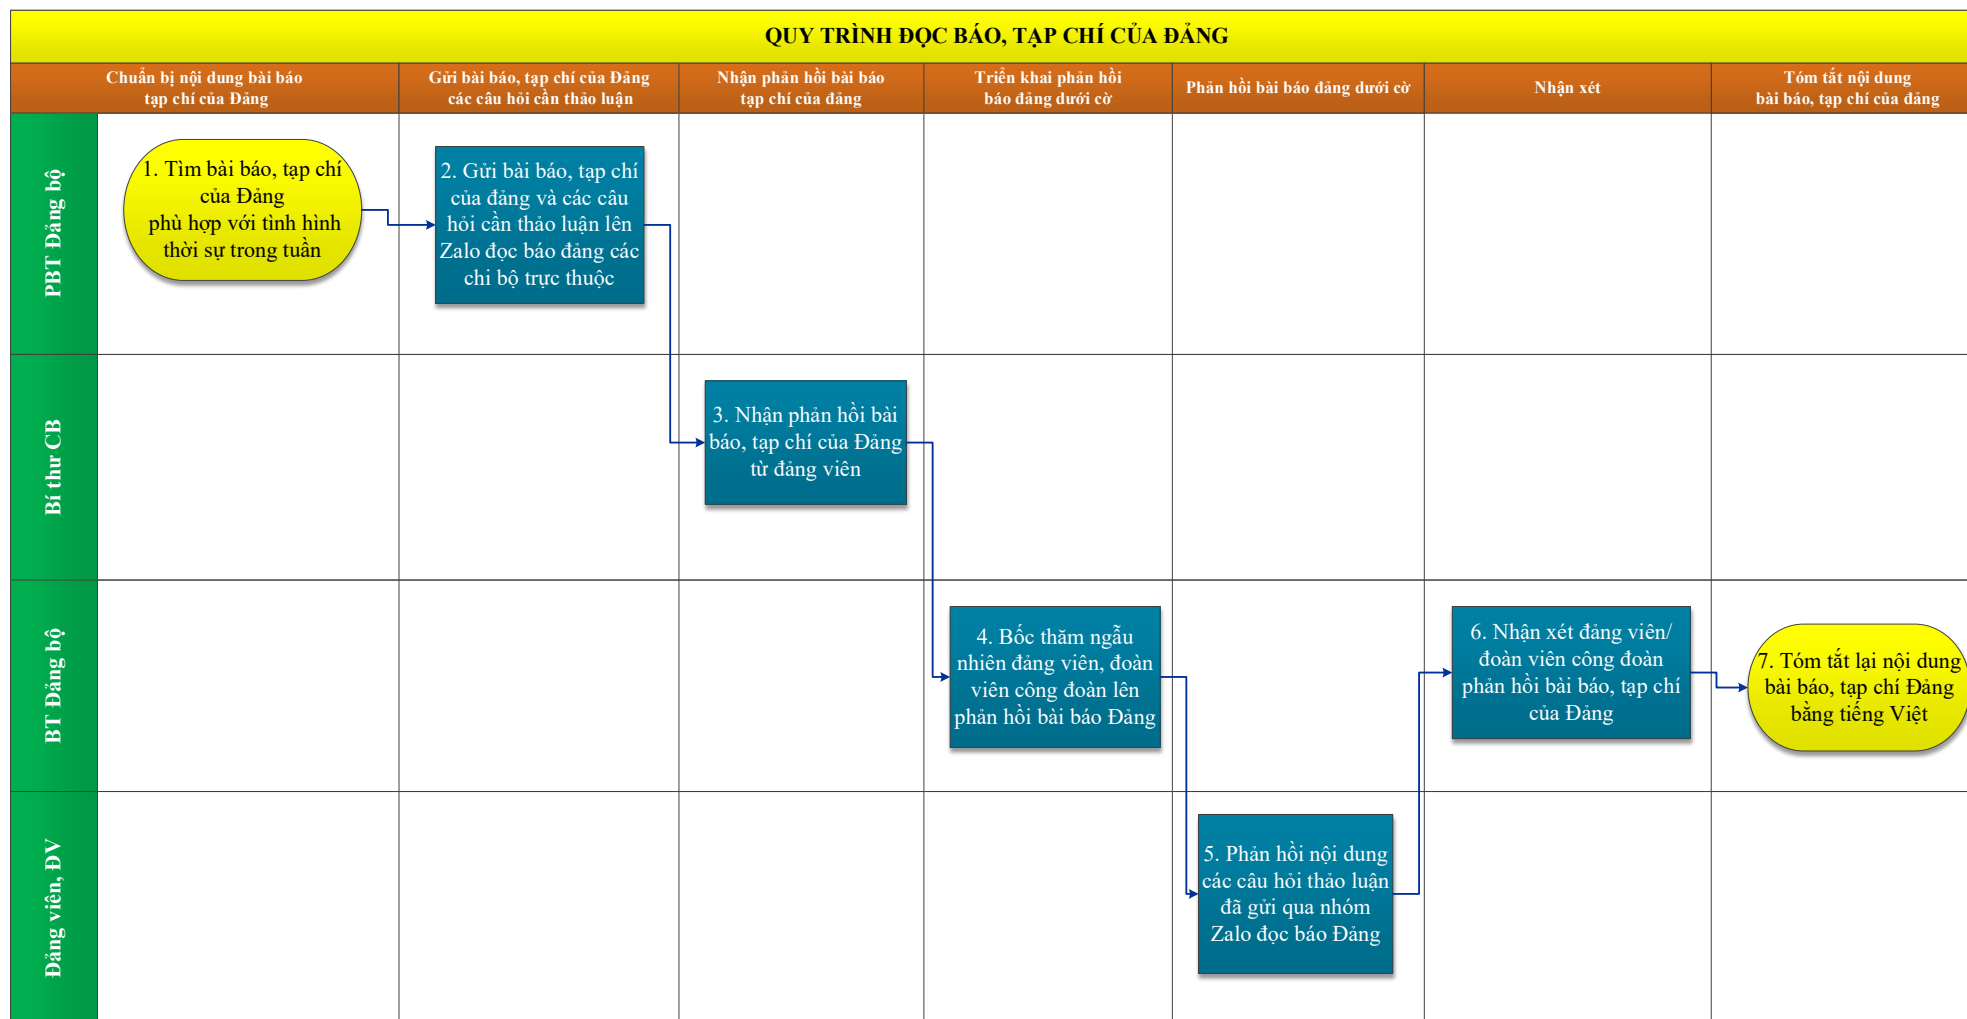 QUY TRÌNH ĐỌC BÁO, TẠP CHÍ CỦA ĐẢNG
Chuẩn bị nội dung bài báo
tạp chí của Đảng
Gửi bài báo, tạp chí của Đảng
các câu hỏi cần thảo luận
Nhận phản hồi bài báo
tạp chí của đảng
Triển khai phản hồi
báo đảng dưới cờ
Phản hồi bài báo đảng dưới cờ
Nhận xét
Tóm tắt nội dung
bài báo, tạp chí của đảng
PBT Đảng bộ
1. Tìm bài báo, tạp chí
của Đảng
phù hợp với tình hình
thời sự trong tuần
2. Gửi bài báo, tạp chí
của đảng và các câu
hỏi cần thảo luận lên
Zalo đọc báo đảng các
chi bộ trực thuộc
Bí thư CB
3. Nhận phản hồi bài
báo, tạp chí của Đảng
từ đảng viên
BT Đảng bộ
4. Bốc thăm ngẫu
nhiên đảng viên, đoàn
viên công đoàn lên
phản hồi bài báo Đảng
6. Nhận xét đảng viên/
đoàn viên công đoàn
phản hồi bài báo, tạp chí
của Đảng
7. Tóm tắt lại nội dung
bài báo, tạp chí Đảng
bằng tiếng Việt
Đảng viên, ĐV
5. Phản hồi nội dung
các câu hỏi thảo luận
đã gửi qua nhóm
Zalo đọc báo Đảng